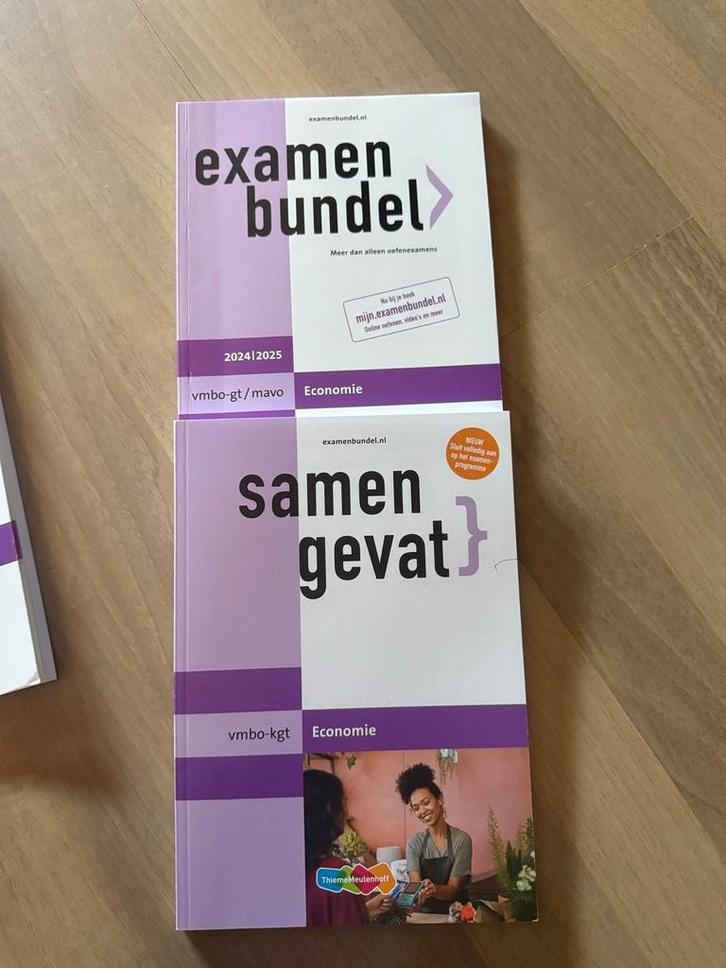 examenbundel.nl
examen
bundel
Meer dan alleen oefenexamens
Nu bij je boek
mijn.examenbundel.nl
Online oefenen, video's en meer
2024|2025
vmbo-gt/mavo
Economie
examenbundel.nl
NIEUW
Sluit volledig aan
op het examen-
programma
samen
gevat}
vmbo-kgt
Economie
ThiemeMeulenhoff